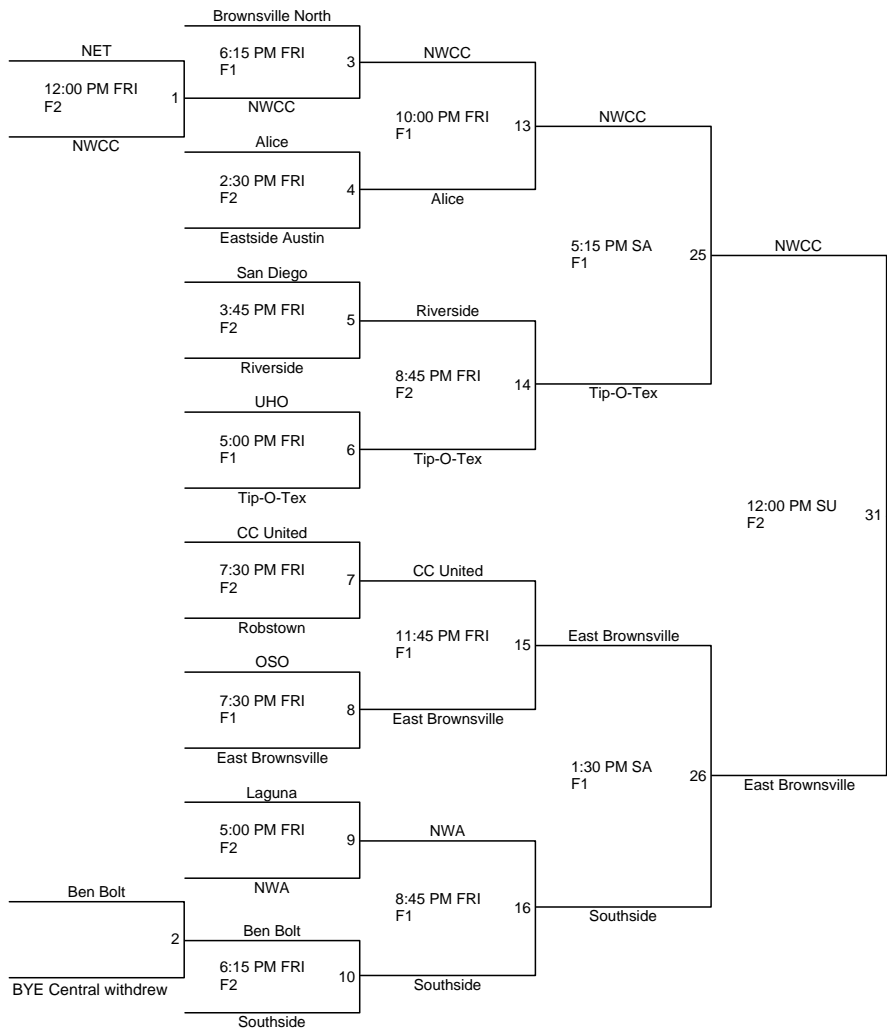 Brownsville North
NET
6:15 PM FRI
F1
3
NWCC
12:00 PM FRI
F2
1
NWCC
10:00 PM FRI
F1
13
NWCC
NWCC
Alice
2:30 PM FRI
F2
4
Alice
Eastside Austin
5:15 PM SA
F1
25
NWCC
San Diego
3:45 PM FRI
F2
5
Riverside
Riverside
8:45 PM FRI
F2
14
Tip-O-Tex
UHO
5:00 PM FRI
F1
6
Tip-O-Tex
Tip-O-Tex
12:00 PM SU
F2
31
CC United
7:30 PM FRI
F2
7
CC United
Robstown
11:45 PM FRI
F1
15
East Brownsville
OSO
7:30 PM FRI
F1
8
East Brownsville
East Brownsville
1:30 PM SA
F1
26
East Brownsville
Laguna
5:00 PM FRI
F2
9
NWA
NWA
8:45 PM FRI
F1
16
Southside
Ben Bolt
2
Ben Bolt
6:15 PM FRI
F2
10
Southside
BYE Central withdrew
Southside